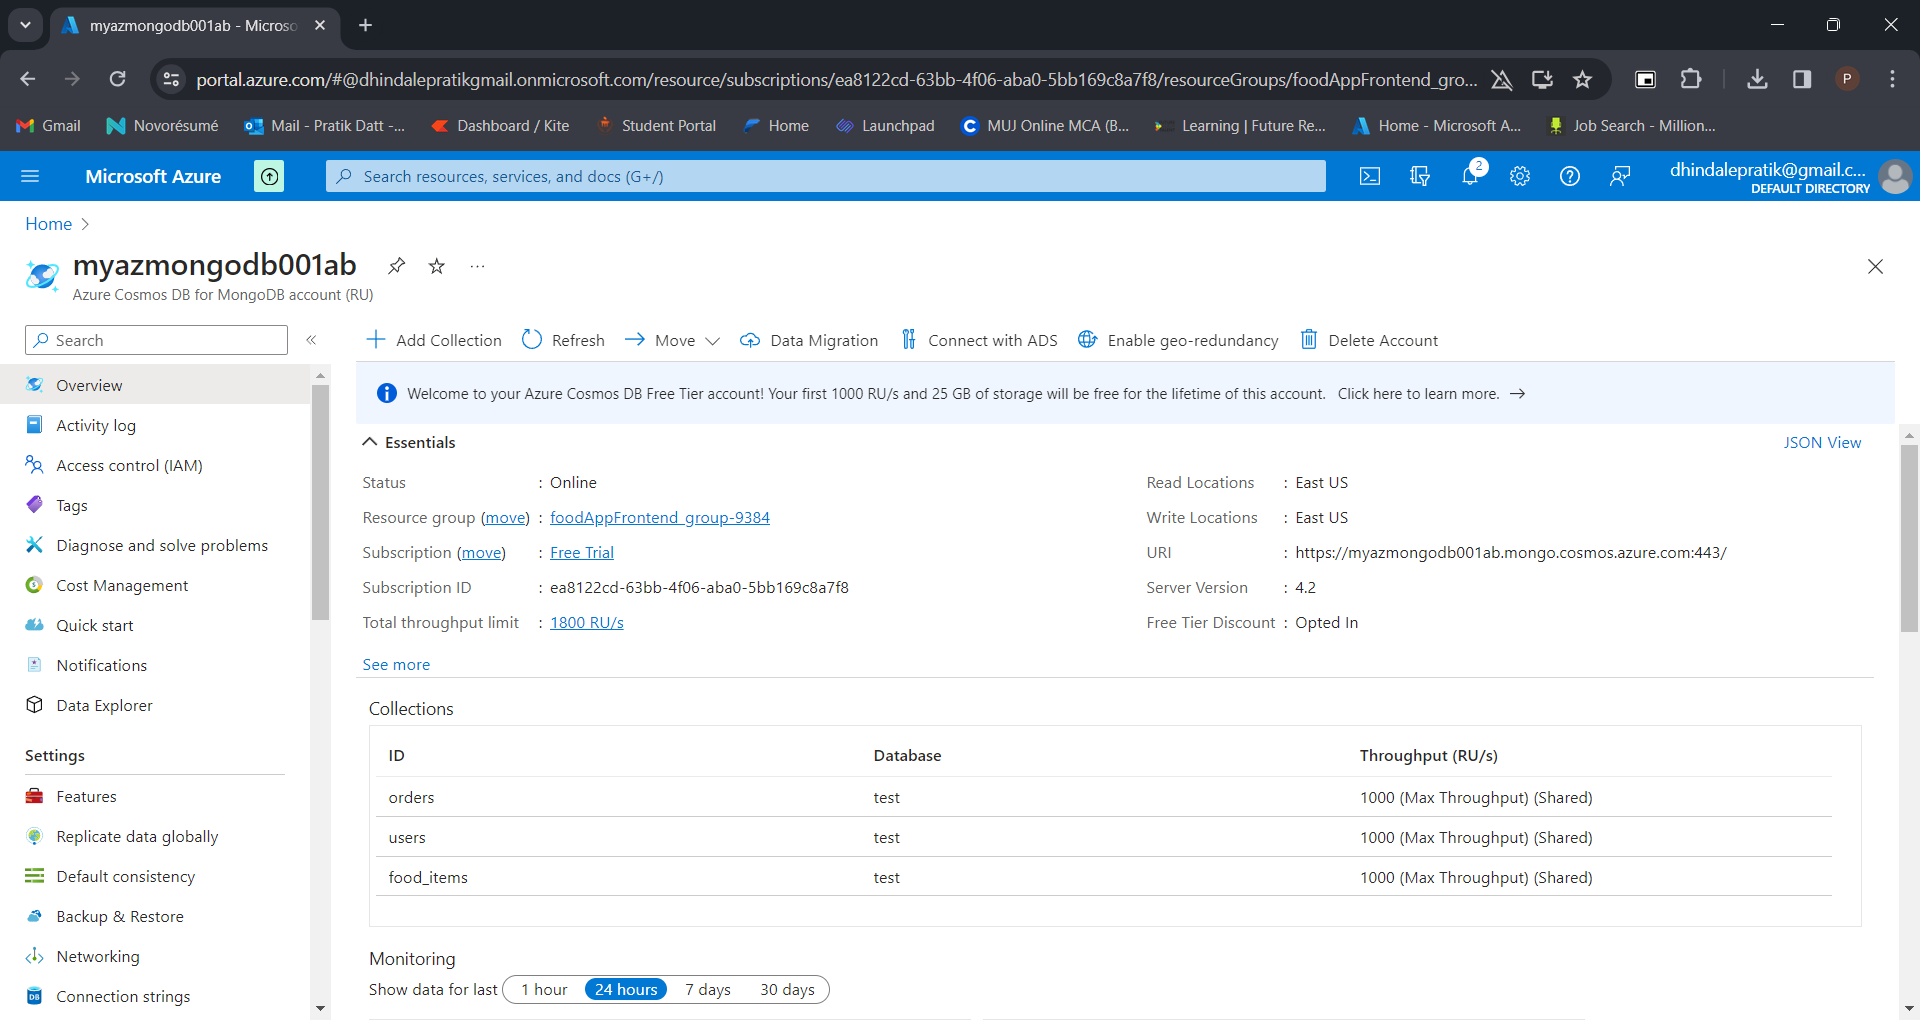 myazmongodb001ab - Microso
portal.azure.com/#@dhindalepratikgmail.onmicrosoft.com/resource/subscriptions/ea8122cd-63bb-4f06-aba0-5bb169c8a7f8/resourceGroups/foodAppFrontend_gro...
P
Gmail
Novorésumé
Mail - Pratik Datt -...
Dashboard / Kite
Student Portal
Home
Launchpad
MUJ Online MCA (B...
Learning | Future Re...
Home - Microsoft A...
Job Search - Million...
Microsoft Azure
Search resources, services, and docs (G+/)
2
dhindalepratik@gmail.c...
DEFAULT DIRECTORY
Home >
myazmongodb001ab
...
Azure Cosmos DB for MongoDB account (RU)
Search
«
Overview
Activity log
Access control (IAM)
Tags
Diagnose and solve problems
Cost Management
Quick start
Notifications
Data Explorer
Settings
Features
Replicate data globally
Default consistency
Backup & Restore
Networking
Connection strings
Add Collection
Refresh
Move
Data Migration
Connect with ADS
Enable geo-redundancy
Delete Account
Welcome to your Azure Cosmos DB Free Tier account! Your first 1000 RU/s and 25 GB of storage will be free for the lifetime of this account. Click here to learn more. →
Essentials
JSON View
Status : Online
Resource group (move) : foodAppFrontend_group-9384
Subscription (move) : Free Trial
Subscription ID : ea8122cd-63bb-4f06-aba0-5bb169c8a7f8
Total throughput limit : 1800 RU/s
See more
Read Locations : East US
Write Locations : East US
URI : https://myazmongodb001ab.mongo.cosmos.azure.com:443/
Server Version : 4.2
Free Tier Discount : Opted In
Collections
ID Database Throughput (RU/s)
orders test 1000 (Max Throughput) (Shared)
users test 1000 (Max Throughput) (Shared)
food_items test 1000 (Max Throughput) (Shared)
Monitoring
Show data for last 1 hour 24 hours 7 days 30 days